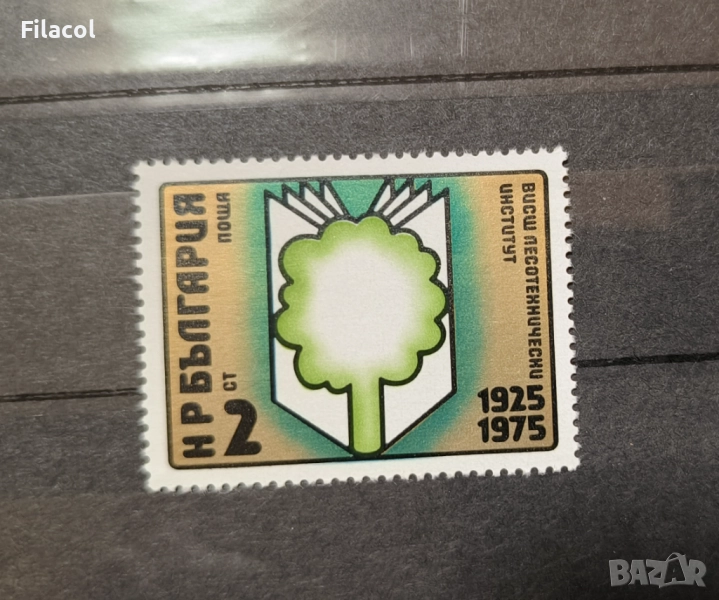 Filacol
НР БЪЛГАРИЯ
ПОЩА
2 СТ
ВИСШ ЛЕСОТЕХНИЧЕСКИ
ИНСТИТУТ
1925
1975
BAZAR